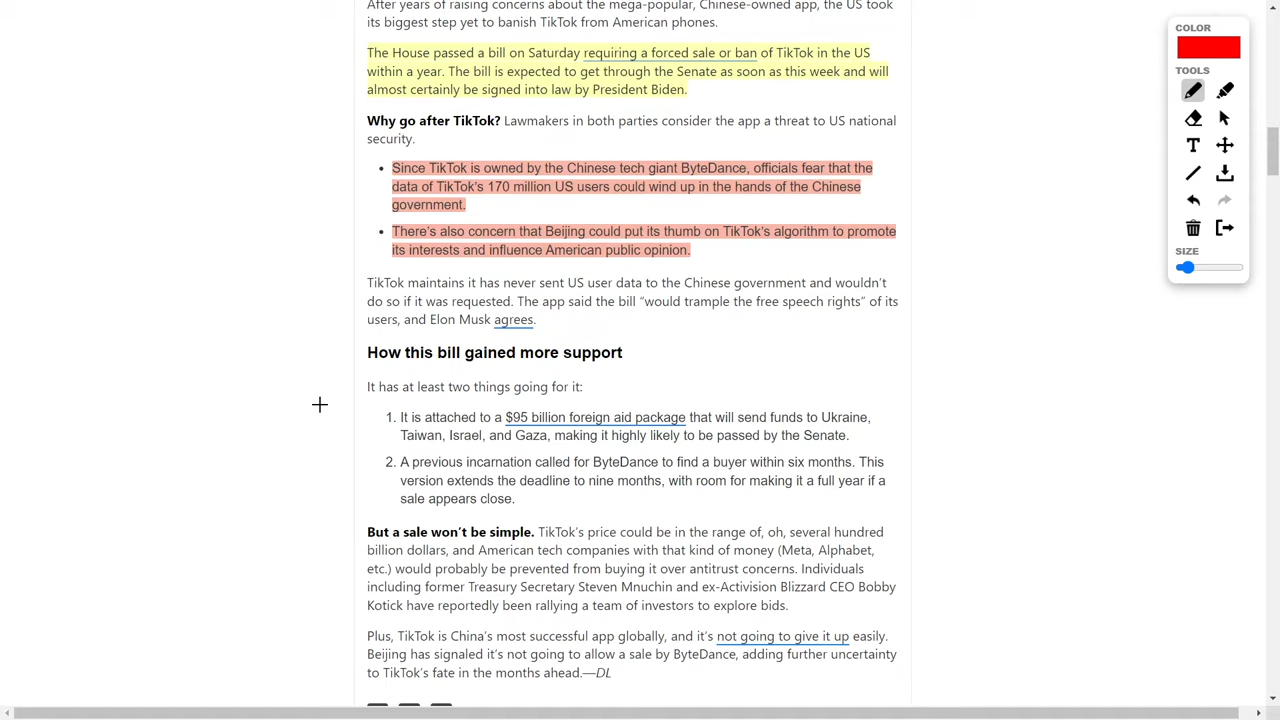 After years of raising concerns about the mega-popular, Chinese-owned app, the US took
its biggest step yet to banish TikTok from American phones.
The House passed a bill on Saturday requiring a forced sale or ban of TikTok in the US
within a year. The bill is expected to get through the Senate as soon as this week and will
almost certainly be signed into law by President Biden.
Why go after TikTok? Lawmakers in both parties consider the app a threat to US national
security.
• Since TikTok is owned by the Chinese tech giant ByteDance, officials fear that the
data of TikTok’s 170 million US users could wind up in the hands of the Chinese
government.
• There’s also concern that Beijing could put its thumb on TikTok’s algorithm to promote
its interests and influence American public opinion.
TikTok maintains it has never sent US user data to the Chinese government and wouldn’t
do so if it was requested. The app said the bill “would trample the free speech rights” of its
users, and Elon Musk agrees.
How this bill gained more support
It has at least two things going for it:
1. It is attached to a $95 billion foreign aid package that will send funds to Ukraine,
Taiwan, Israel, and Gaza, making it highly likely to be passed by the Senate.
2. A previous incarnation called for ByteDance to find a buyer within six months. This
version extends the deadline to nine months, with room for making it a full year if a
sale appears close.
But a sale won’t be simple. TikTok’s price could be in the range of, oh, several hundred
billion dollars, and American tech companies with that kind of money (Meta, Alphabet,
etc.) would probably be prevented from buying it over antitrust concerns. Individuals
including former Treasury Secretary Steven Mnuchin and ex-Activision Blizzard CEO Bobby
Kotick have reportedly been rallying a team of investors to explore bids.
Plus, TikTok is China’s most successful app globally, and it’s not going to give it up easily.
Beijing has signaled it’s not going to allow a sale by ByteDance, adding further uncertainty
to TikTok’s fate in the months ahead.—DL
COLOR
TOOLS
T
SIZE